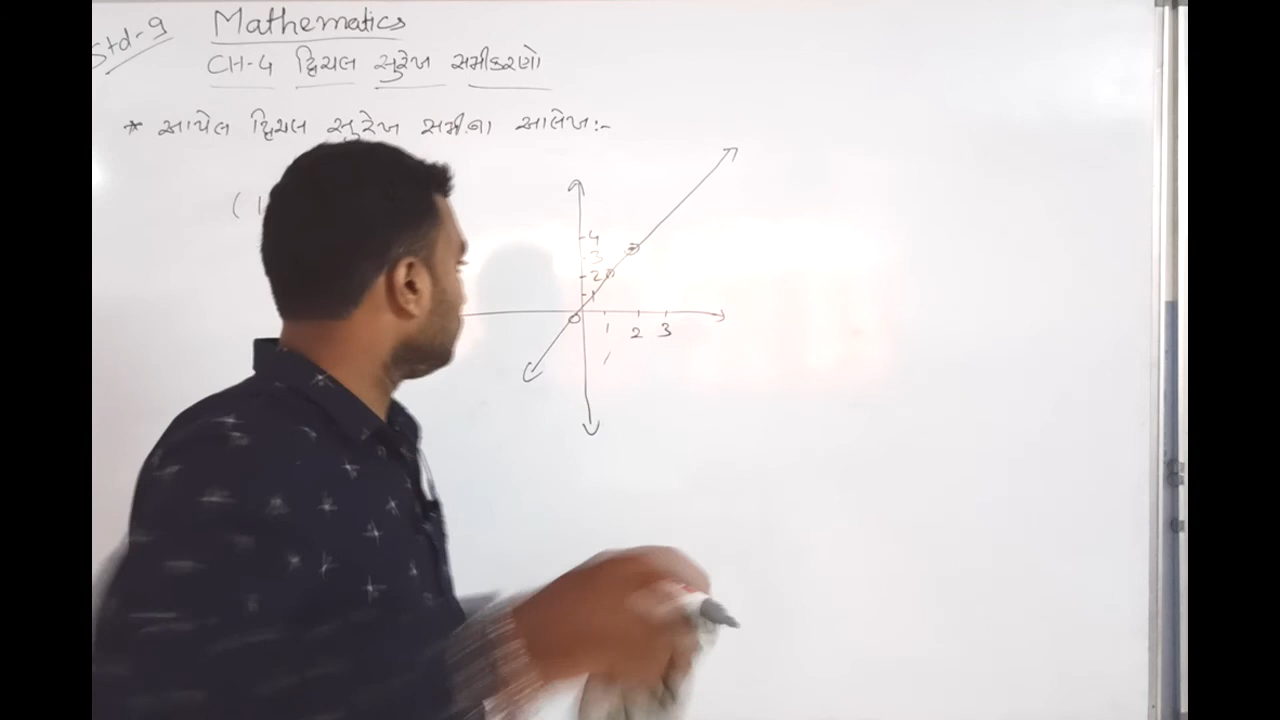 Std-9
Mathematics
CH-4 દ્વિચલ સુરેખ સમીકરણો
* આપેલ દ્વિચલ સુરેખ સમીના આલેખ:-
(1
4
3
2
1
1 2 3